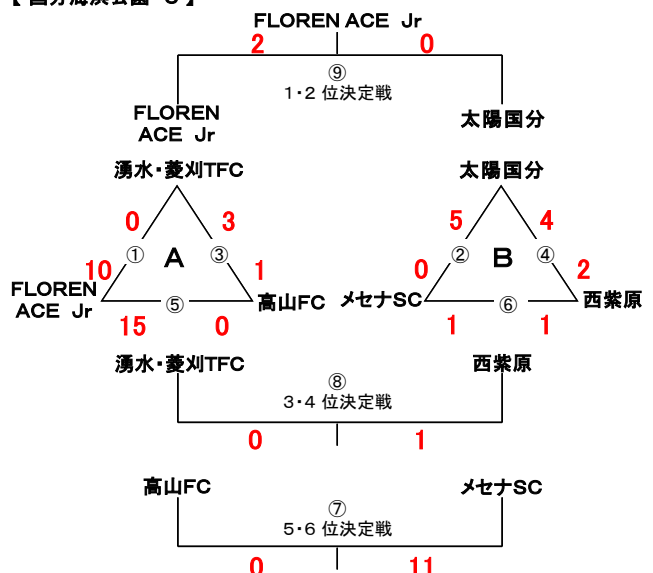 【 国分海浜公園 C 】
FLOREN ACE Jr
2 0
⑨
1・2 位決定戦
FLOREN
ACE Jr
太陽国分
湧水・菱刈TFC
太陽国分
0 3
5 4
① A ③
② B ④
10 1
0 2
FLOREN
ACE Jr
⑤
高山FC
メセナSC
⑥
西紫原
15 0
1 1
湧水・菱刈TFC
西紫原
⑧
3・4 位決定戦
0 1
高山FC
メセナSC
⑦
5・6 位決定戦
0 11